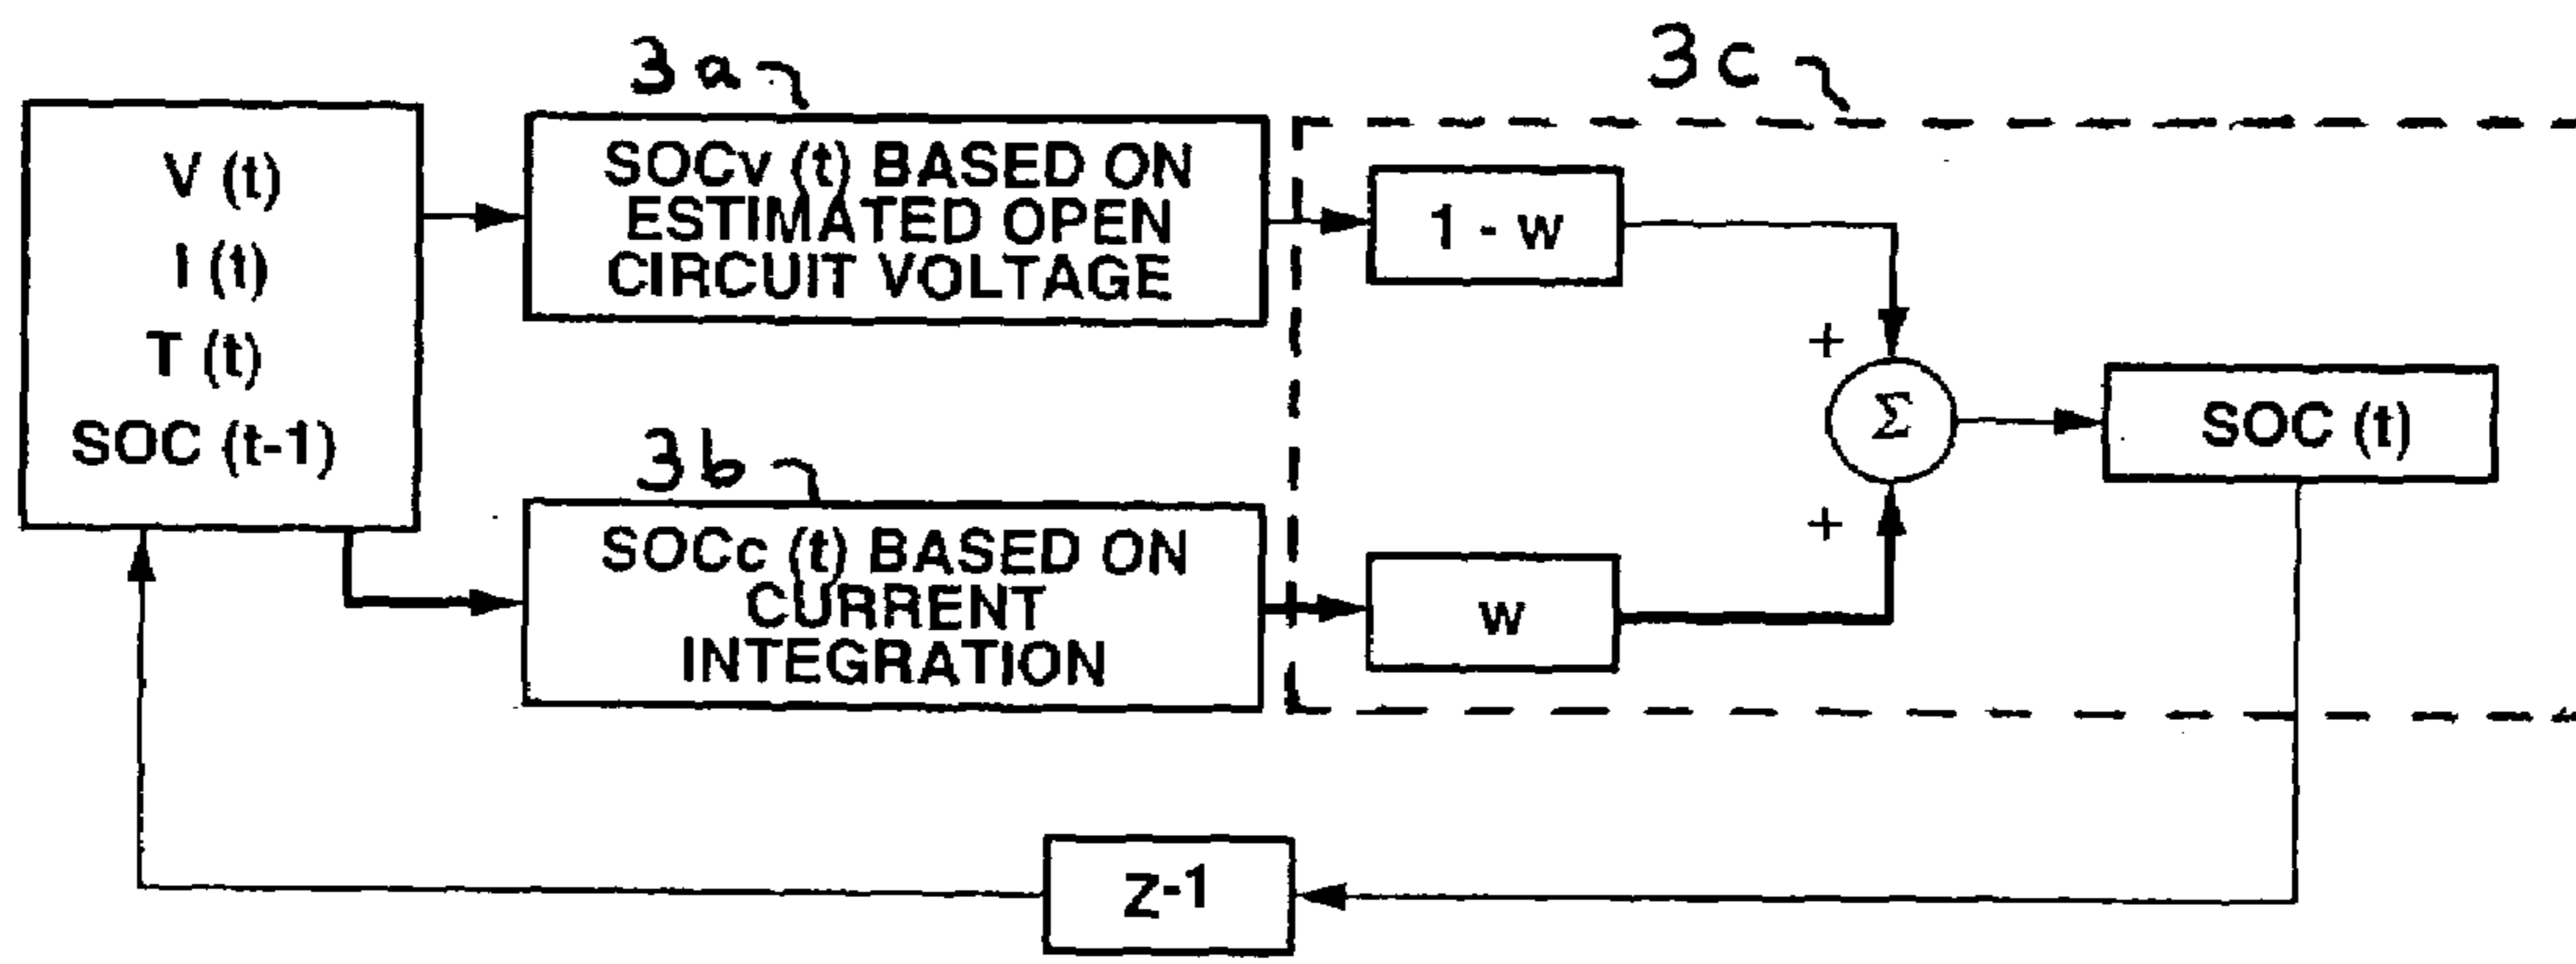 3a
3c
V (t)
I (t)
T (t)
SOC (t-1)
SOCv (t) BASED ON
ESTIMATED OPEN
CIRCUIT VOLTAGE
1 - w
+
Σ
SOC (t)
3b
SOCc (t) BASED ON
CURRENT
INTEGRATION
w
+
Z-1